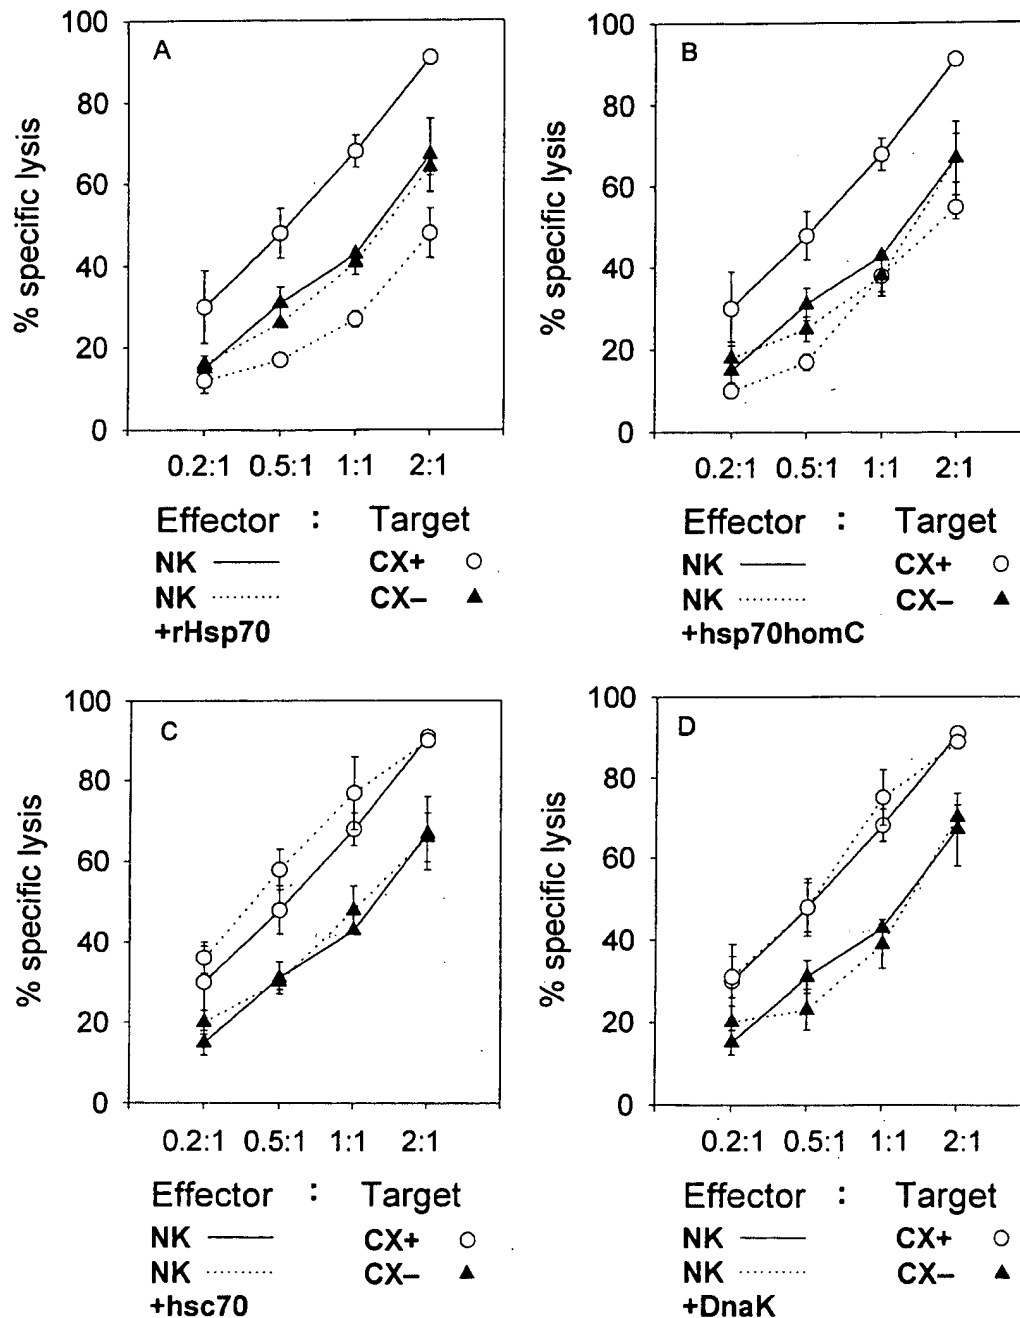 A
% specific lysis
100
80
60
40
20
0
0.2:1 0.5:1 1:1 2:1
Effector : Target
NK CX+
NK CX–
+rHsp70
B
% specific lysis
100
80
60
40
20
0
0.2:1 0.5:1 1:1 2:1
Effector : Target
NK CX+
NK CX–
+hsp70homC
C
% specific lysis
100
80
60
40
20
0
0.2:1 0.5:1 1:1 2:1
Effector : Target
NK CX+
NK CX–
+hsc70
D
% specific lysis
100
80
60
40
20
0
0.2:1 0.5:1 1:1 2:1
Effector : Target
NK CX+
NK CX–
+DnaK